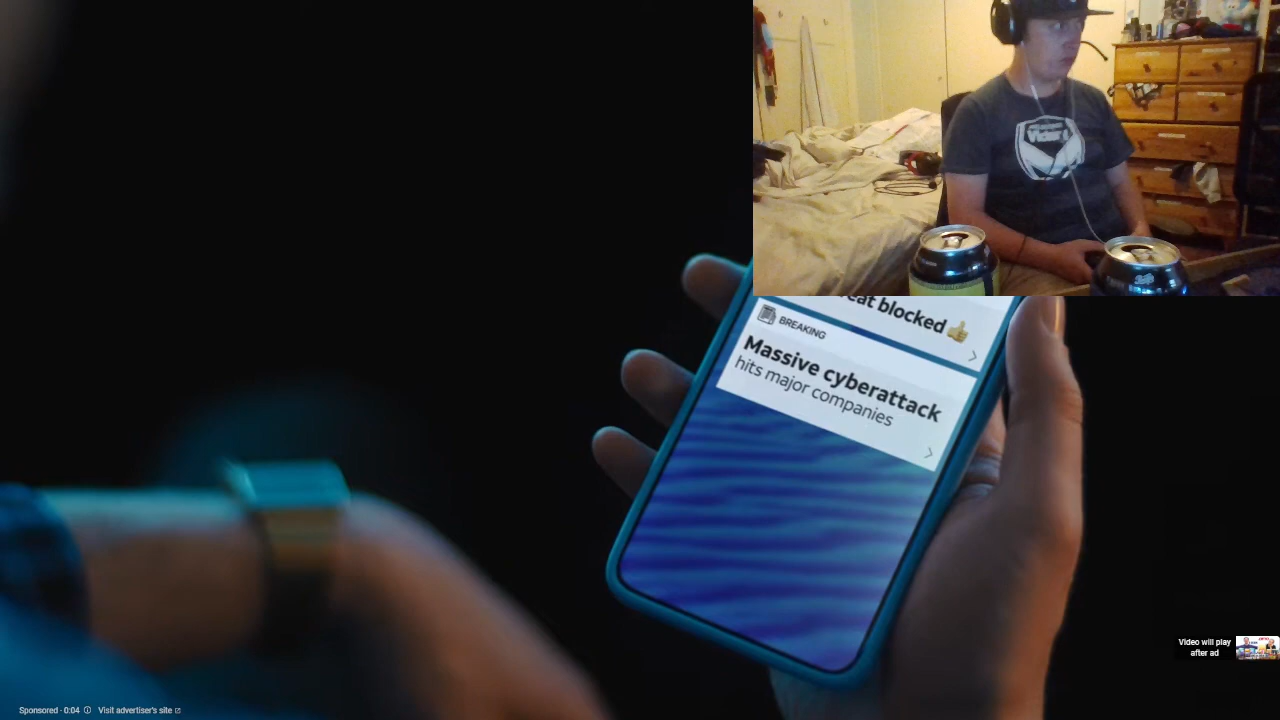 eat blocked 👍
BREAKING
Massive cyberattack
hits major companies
Video will play
after ad
Sponsored · 0:04
Visit advertiser's site